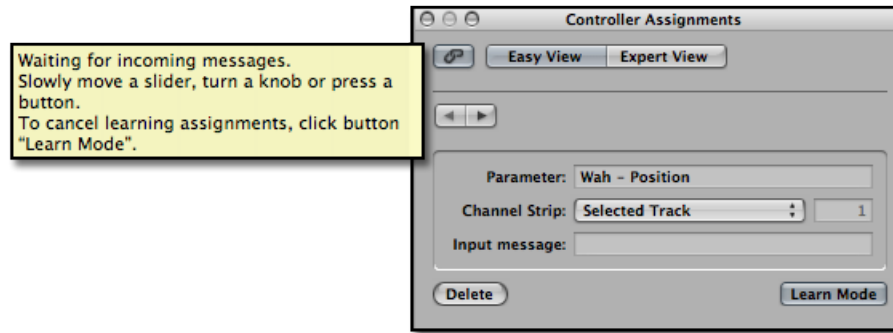 Controller Assignments
Waiting for incoming messages.
Slowly move a slider, turn a knob or press a
button.
To cancel learning assignments, click button
“Learn Mode”.
Easy View Expert View
Parameter: Wah - Position
Channel Strip: Selected Track 1
Input message:
Delete Learn Mode